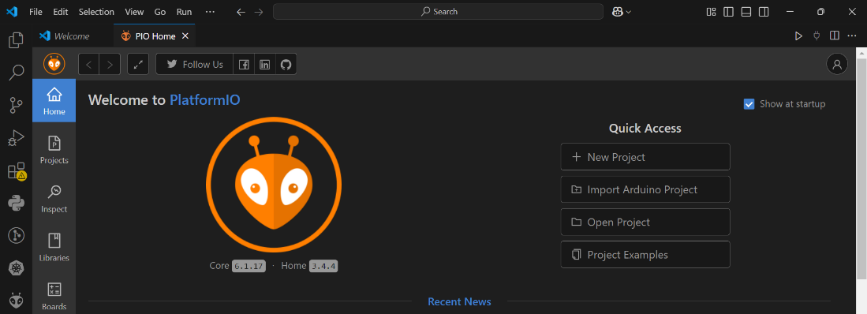 File Edit Selection View Go Run ··· Search
Welcome PIO Home
Follow Us
Home
Welcome to PlatformIO
Show at startup
Quick Access
New Project
Projects
Import Arduino Project
Inspect
Open Project
Project Examples
Libraries
Core 6.1.17 · Home 3.4.4
Boards
Recent News